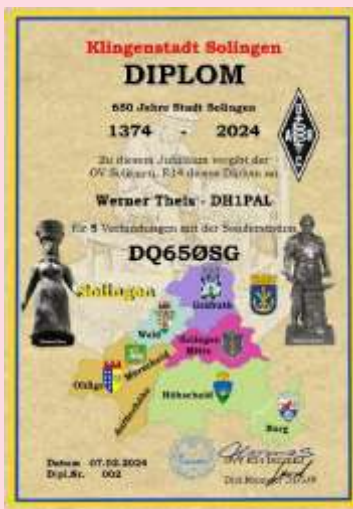 Klingenstadt Solingen
DIPLOM
650 Jahre Stadt Solingen
1374 - 2024
Zu diesem Jubiläum vergibt der
OV Solingen, R14 dieses Diplom an
Werner Theis - DH1PAL
für 5 Verbindungen mit der Sonderstation
DQ650SG
Solingen
Gräfrath
Wald
Solingen
Mitte
Merscheid
Ohligs
Aufderhöhe
Höhscheid
Burg
Datum 07.02.2024
Dipl.Nr. 002